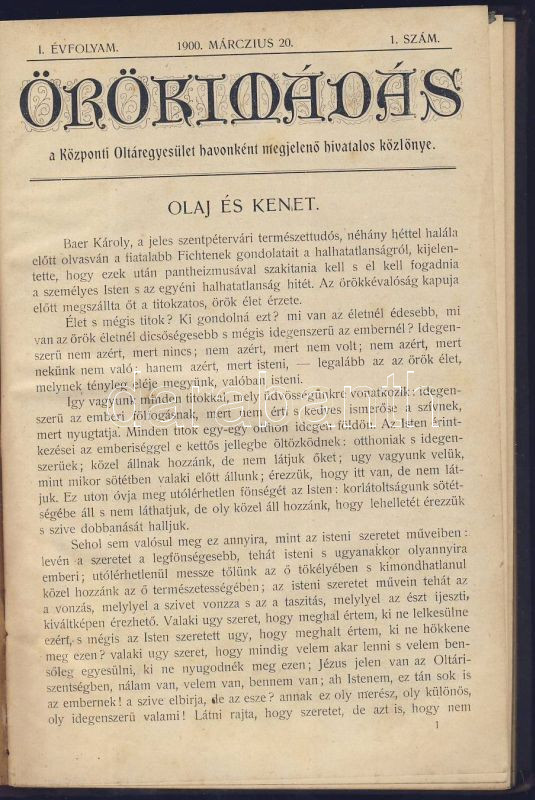 I. ÉVFOLYAM. 1900. MÁRCZIUS 20. 1. SZÁM.
ÖRÖKIMÁDÁS
a Központi Oltáregyesület havonként megjelenő hivatalos közlönye.
OLAJ ÉS KENET.
Baer Károly, a jeles szentpétervári természettudós, néhány héttel halála
előtt olvasván a fiatalabb Fichtenek gondolatait a halhatatlanságról, kijelen-
tette, hogy ezek után pantheizmusával szakitania kell s el kell fogadnia
a személyes Isten s az egyéni halhatatlanság hitét. Az örökkévalóság kapuja
előtt megszállta őt a titokzatos, örök élet érzete.
Élet s mégis titok? Ki gondolná ezt? mi van az életnél édesebb, mi
van az örök életnél dicsőségesebb s mégis idegenszerű az embernél? Idegen-
szerű nem azért, mert nincs; nem azért, mert nem volt; nem azért, mert
nekünk nem való; hanem azért, mert isteni, — legalább az az örök élet,
melynek tényleg eléje megyünk, valóban isteni.
Igy vagyunk minden titokkal, mely üdvösségünkre vonatkozik: idegen-
szerű az emberi fölfogásnak, mert nem éri; kedves ismerőse a szívnek,
mert nyugtatja. Minden titok egy-egy otthon idegen földön. Az Isten érint-
kezései az emberiséggel e kettős jellegbe öltözködnek: otthoniak s idegen-
szerüek; közel állnak hozzánk, de nem látjuk őket; ugy vagyunk velük,
mint mikor sötétben valaki előtt állunk; érezzük, hogy itt van, de nem lát-
juk. Ez uton óvja meg utólérhetlen fönségét az Isten: korlátoltságunk sötét-
ségébe áll s nem láthatjuk, de oly közel áll hozzánk, hogy lehelletét érezzük
s szive dobbanását halljuk.
Sehol sem valósul meg ez annyira, mint az isteni szeretet műveiben:
levén a szeretet a legfönségesebb, tehát isteni s ugyanakkor olyannyira
emberi; utólérhetlenül messze tőlünk az ő tökélyében s kimondhatlanul
közel hozzánk az ő természetességében; az isteni szeretet művein tehát az
a vonzás, melylyel a szivet vonzza s az a taszitás, melylyel az észt ijeszti,
kiváltképen érezhető. Valaki ugy szeret, hogy meghal értem, ki ne lelkesülne
ezért, s mégis az Isten szeretett ugy, hogy meghalt értem, ki ne hökkene
meg ezen? valaki ugy szeret, hogy mindig velem akar lenni s velem ben-
sőleg egyesülni, ki ne nyugodnék meg ezen; Jézus jelen van az Oltári-
szentségben, nálam van, velem van, bennem van; ah Istenem, ez tán sok is
az embernek! a szive elbirja, de az esze? annak ez oly merész, oly különös,
oly idegenszerű valami! Látni rajta, hogy szeretet, de azt is, hogy nem
1
darabanth